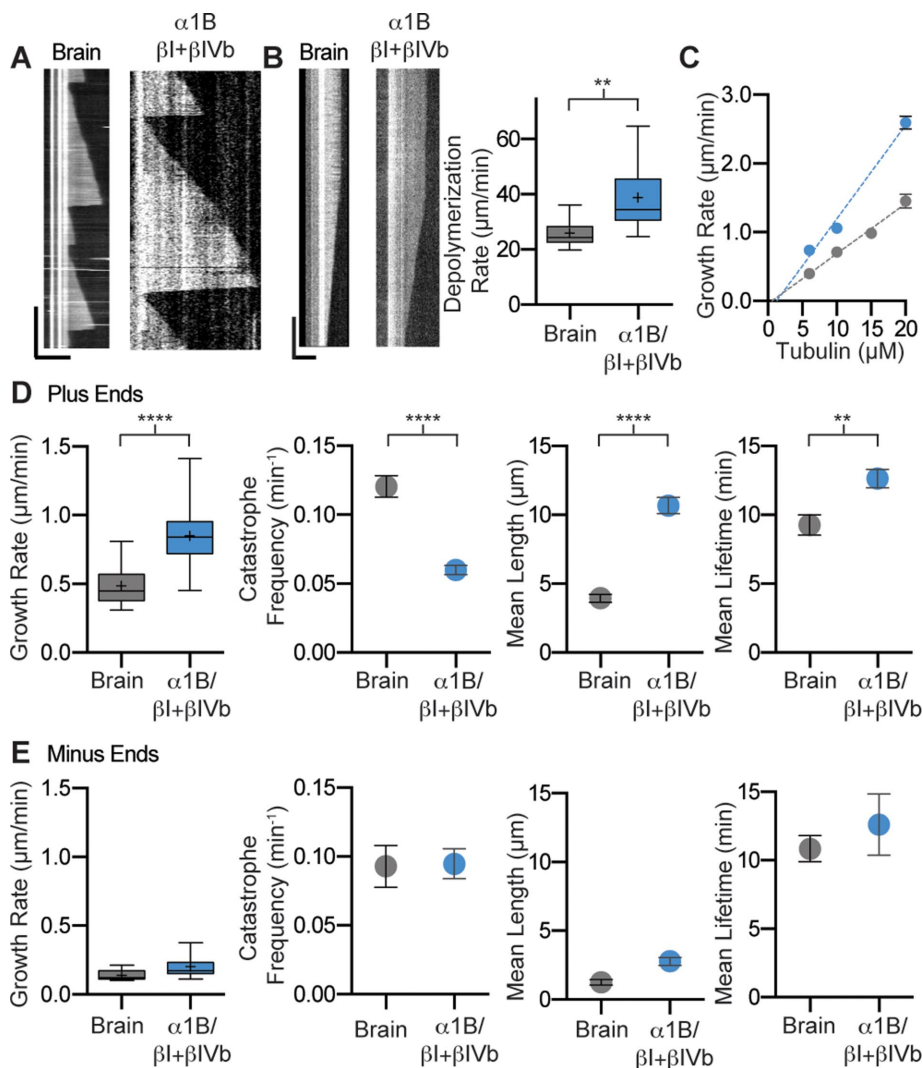 A
Brain
α1B
βI+βIVb
B
Brain
α1B
βI+βIVb
Depolymerization
Rate (μm/min)
60
40
20
0
**
Brain
α1B/
βI+βIVb
C
Growth Rate (μm/min)
3.0
2.0
1.0
0.0
5
10
15
20
Tubulin (μM)
D Plus Ends
Growth Rate (μm/min)
1.5
1.0
0.5
0.0
****
Brain
α1B/
βI+βIVb
Catastrophe
Frequency (min-1)
0.15
0.10
0.05
0.00
****
Brain
α1B/
βI+βIVb
Mean Length (μm)
15
10
5
0
****
Brain
α1B/
βI+βIVb
Mean Lifetime (min)
15
10
5
0
**
Brain
α1B/
βI+βIVb
E Minus Ends
Growth Rate (μm/min)
1.5
1.0
0.5
0.0
Brain
α1B/
βI+βIVb
Catastrophe
Frequency (min-1)
0.15
0.10
0.05
0.00
Brain
α1B/
βI+βIVb
Mean Length (μm)
15
10
5
0
Brain
α1B/
βI+βIVb
Mean Lifetime (min)
15
10
5
0
Brain
α1B/
βI+βIVb